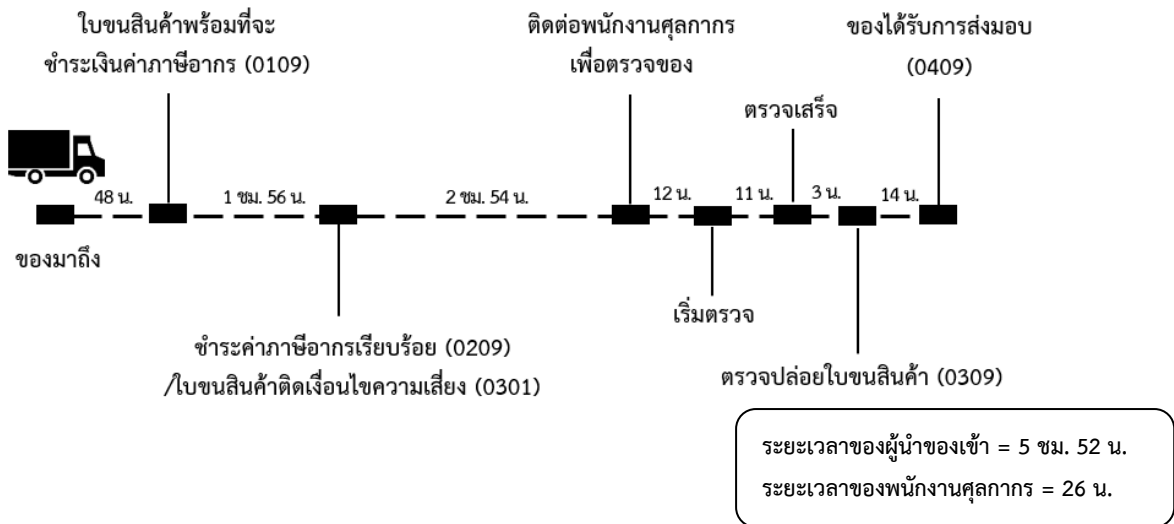 ใบขนสินค้าพร้อมที่จะ
ชำระเงินค่าภาษีอากร (0109)
ติดต่อพนักงานศุลกากร
เพื่อตรวจของ
ของได้รับการส่งมอบ
(0409)
ตรวจเสร็จ
48 น.
1 ชม. 56 น.
2 ชม. 54 น.
12 น.
11 น.
3 น.
14 น.
ของมาถึง
เริ่มตรวจ
ชำระค่าภาษีอากรเรียบร้อย (0209)
/ใบขนสินค้าติดเงื่อนไขความเสี่ยง (0301)
ตรวจปล่อยใบขนสินค้า (0309)
ระยะเวลาของผู้นำของเข้า = 5 ชม. 52 น.
ระยะเวลาของพนักงานศุลกากร = 26 น.